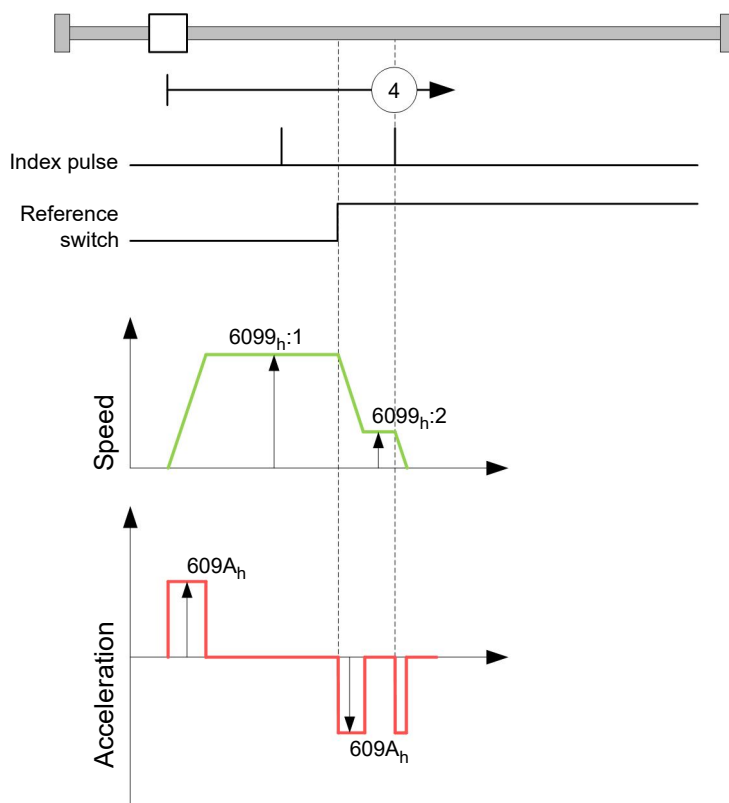 4
Index pulse
Reference
switch
6099h:1
6099h:2
Speed
609Ah
Acceleration
609Ah